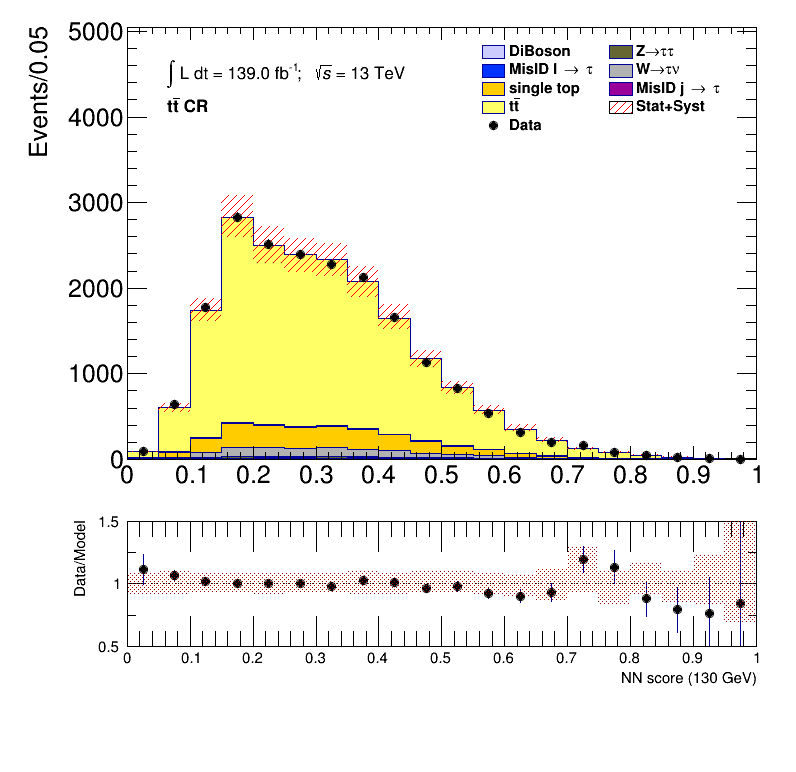 Events/0.05
5000
4000
3000
2000
1000
0
∫ L dt = 139.0 fb⁻¹; √s = 13 TeV
tt̄ CR
DiBoson
Z→ττ
MisID l → τ
W→τν
single top
MisID j → τ
tt̄
Stat+Syst
Data
0 0.1 0.2 0.3 0.4 0.5 0.6 0.7 0.8 0.9 1
Data/Model
1.5
1
0.5
0 0.1 0.2 0.3 0.4 0.5 0.6 0.7 0.8 0.9 1
NN score (130 GeV)